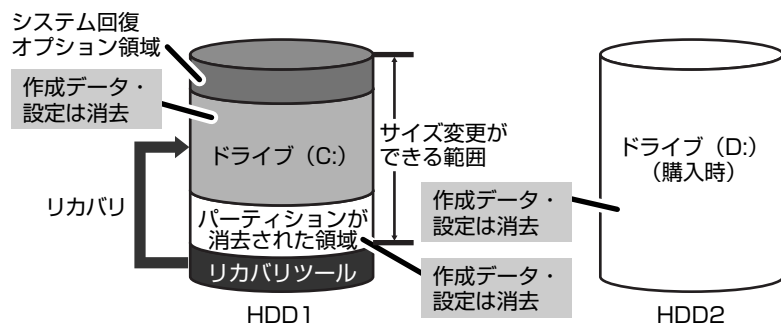 システム回復
オプション領域
作成データ・
設定は消去
ドライブ（C:）
サイズ変更が
できる範囲
リカバリ
パーティションが
消去された領域
リカバリツール
作成データ・
設定は消去
作成データ・
設定は消去
HDD1
ドライブ（D:）
（購入時）
HDD2